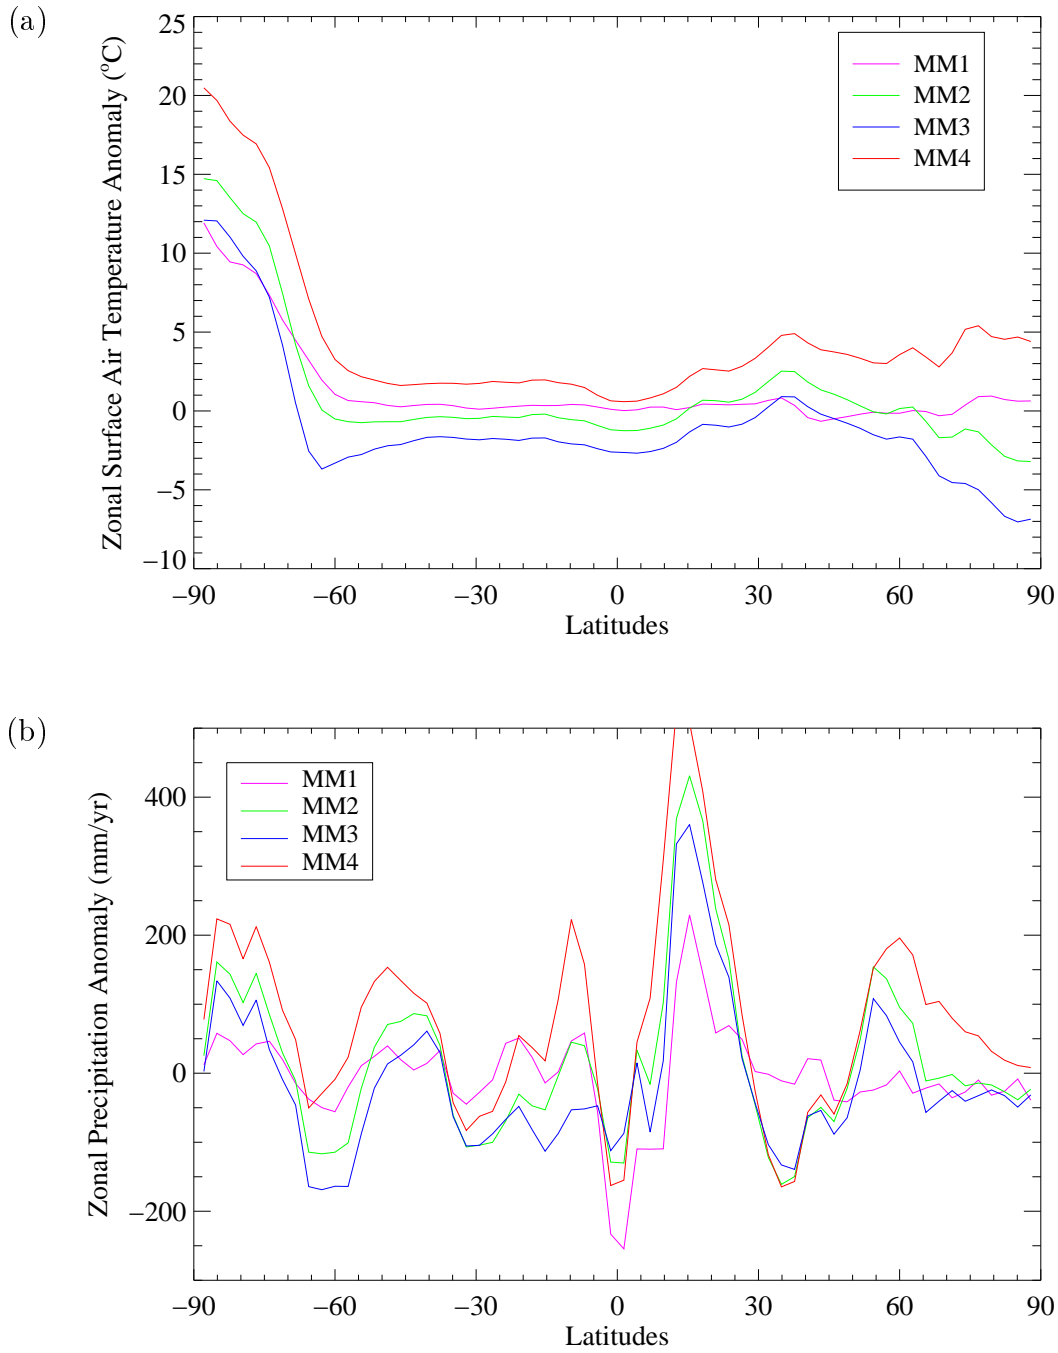 (a)
Zonal Surface Air Temperature Anomaly (°C)
25
20
15
10
5
0
−5
−10
MM1
MM2
MM3
MM4
−90
−60
−30
0
30
60
90
Latitudes
(b)
Zonal Precipitation Anomaly (mm/yr)
400
200
0
−200
MM1
MM2
MM3
MM4
−90
−60
−30
0
30
60
90
Latitudes